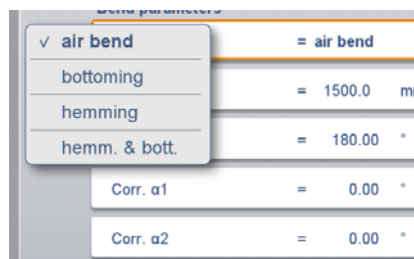 Bend parameters
✓ air bend = air bend
bottoming = 1500.0
hemming = 180.00 °
hemm. & bott.
Corr. α1 = 0.00 °
Corr. α2 = 0.00 °